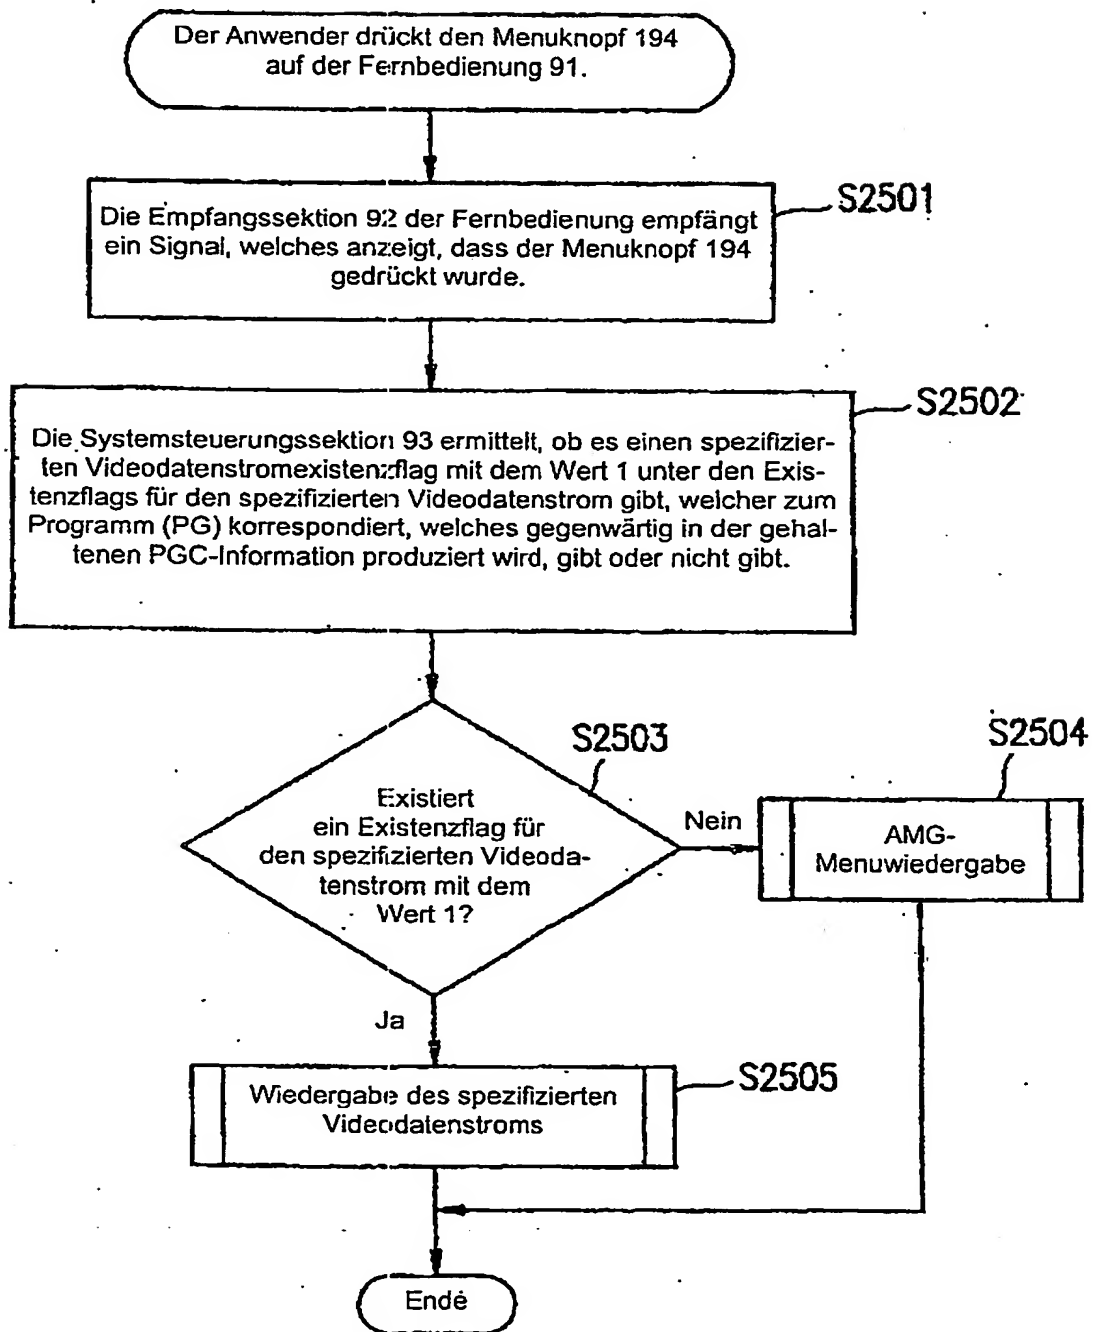 Der Anwender drückt den Menuknopf 194
auf der Fernbedienung 91.
S2501
Die Empfangssektion 92 der Fernbedienung empfängt
ein Signal, welches anzeigt, dass der Menuknopf 194
gedrückt wurde.
S2502
Die Systemsteuerungssektion 93 ermittelt, ob es einen spezifizier-
ten Videodatenstromexistenzflag mit dem Wert 1 unter den Exis-
tenzflags für den spezifizierten Videodatenstrom gibt, welcher zum
Programm (PG) korrespondiert, welches gegenwärtig in der gehal-
tenen PGC-Information produziert wird, gibt oder nicht gibt.
S2503
Existiert
ein Existenzflag für
den spezifizierten Videoda-
tenstrom mit dem
Wert 1?
Nein
S2504
AMG-
Menuwiedergabe
Ja
S2505
Wiedergabe des spezifizierten
Videodatenstroms
Ende